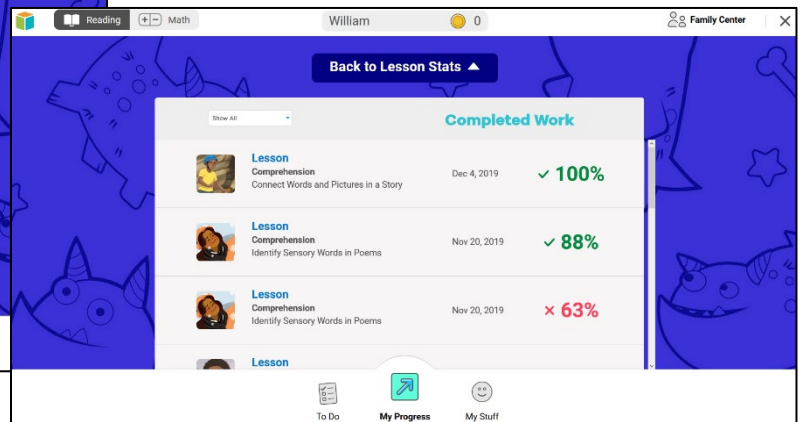 Reading Math William 0 Family Center
Back to Lesson Stats
Show All Completed Work
Lesson
Comprehension
Connect Words and Pictures in a Story
Dec 4, 2019 100%
Lesson
Comprehension
Identify Sensory Words in Poems
Nov 20, 2019 88%
Lesson
Comprehension
Identify Sensory Words in Poems
Nov 20, 2019 63%
Lesson
To Do My Progress My Stuff